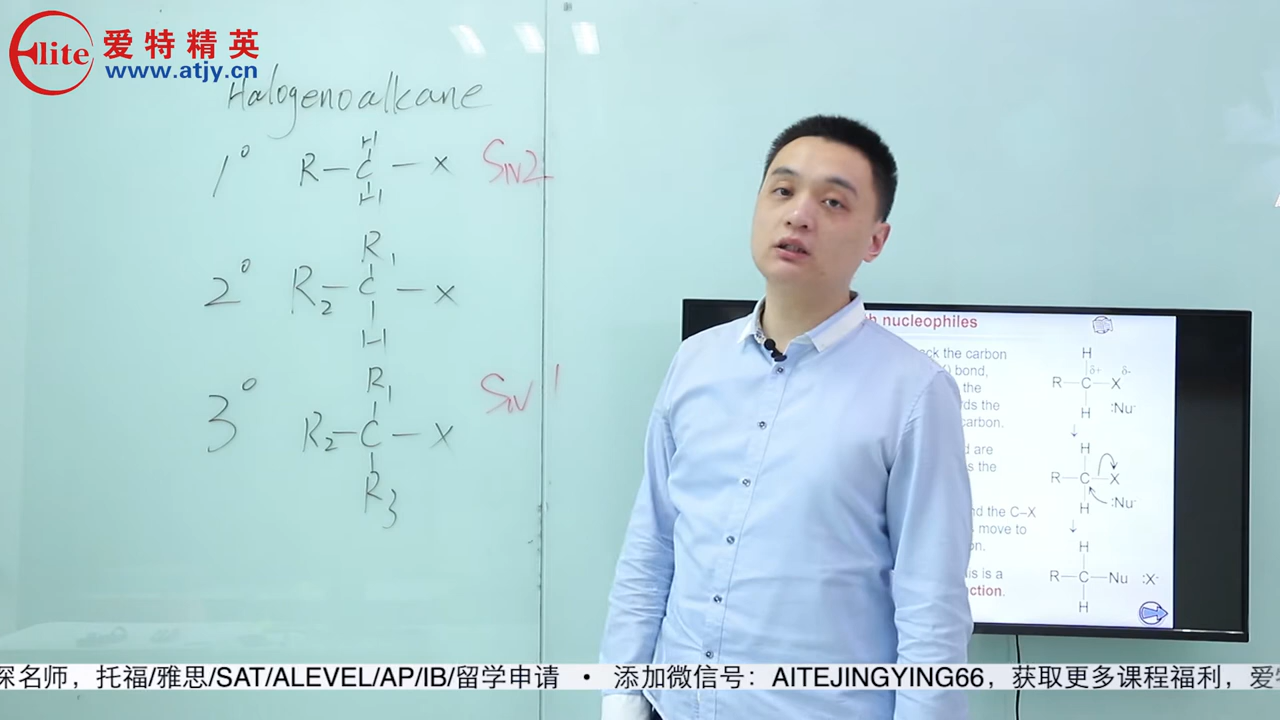 Elite 爱特精英
www.atjy.cn
Halogenoalkane
1° R—C—X SN2
H
H
2° R2—C—X
R1
H
3° R2—C—X SN1
R1
R3
h nucleophiles
ck the carbon
bond,
the
rds the
carbon.
d are
s the
nd the C–X
move to
on.
is is a
ction.
H
δ+ δ-
R—C—X
H :Nu-
↓
H
R—C—X
H :Nu-
↓
H
R—C—Nu :X-
H
深名师，托福/雅思/SAT/ALEVEL/AP/IB/留学申请 • 添加微信号：AITEJINGYING66，获取更多课程福利，爱特